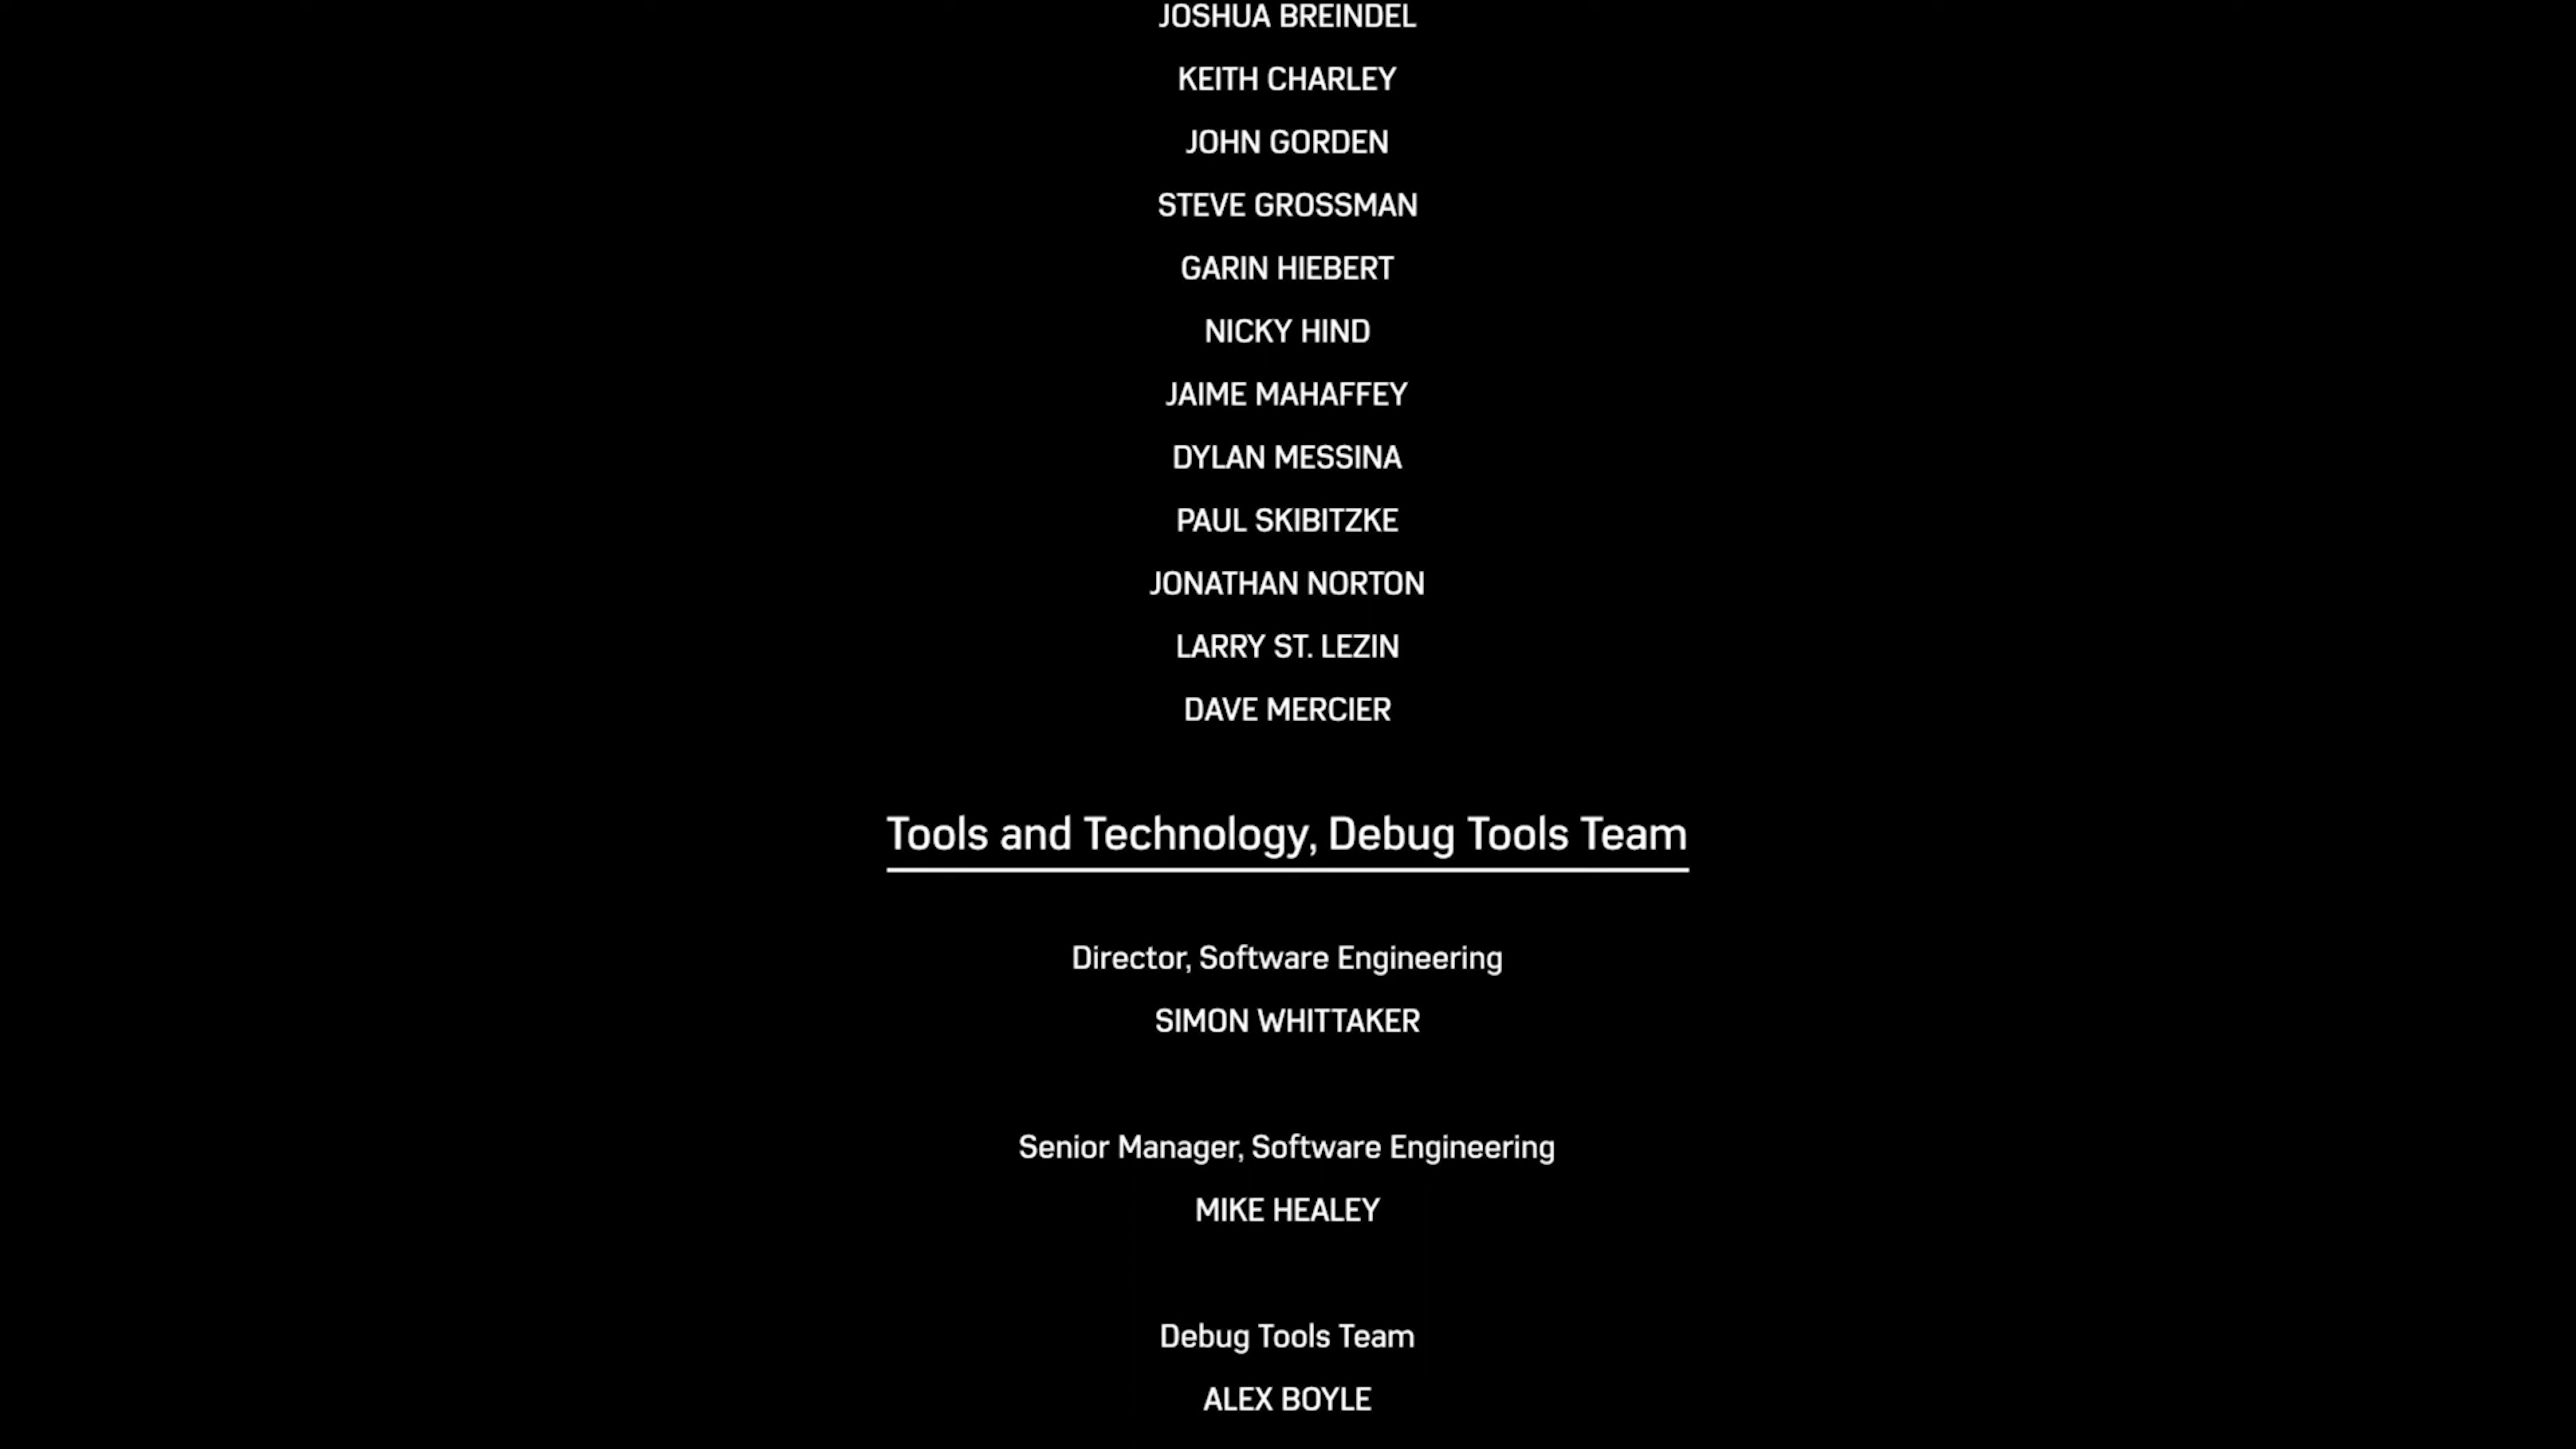 JOSHUA BREINDEL
KEITH CHARLEY
JOHN GORDEN
STEVE GROSSMAN
GARIN HIEBERT
NICKY HIND
JAIME MAHAFFEY
DYLAN MESSINA
PAUL SKIBITZKE
JONATHAN NORTON
LARRY ST. LEZIN
DAVE MERCIER
Tools and Technology, Debug Tools Team
Director, Software Engineering
SIMON WHITTAKER
Senior Manager, Software Engineering
MIKE HEALEY
Debug Tools Team
ALEX BOYLE